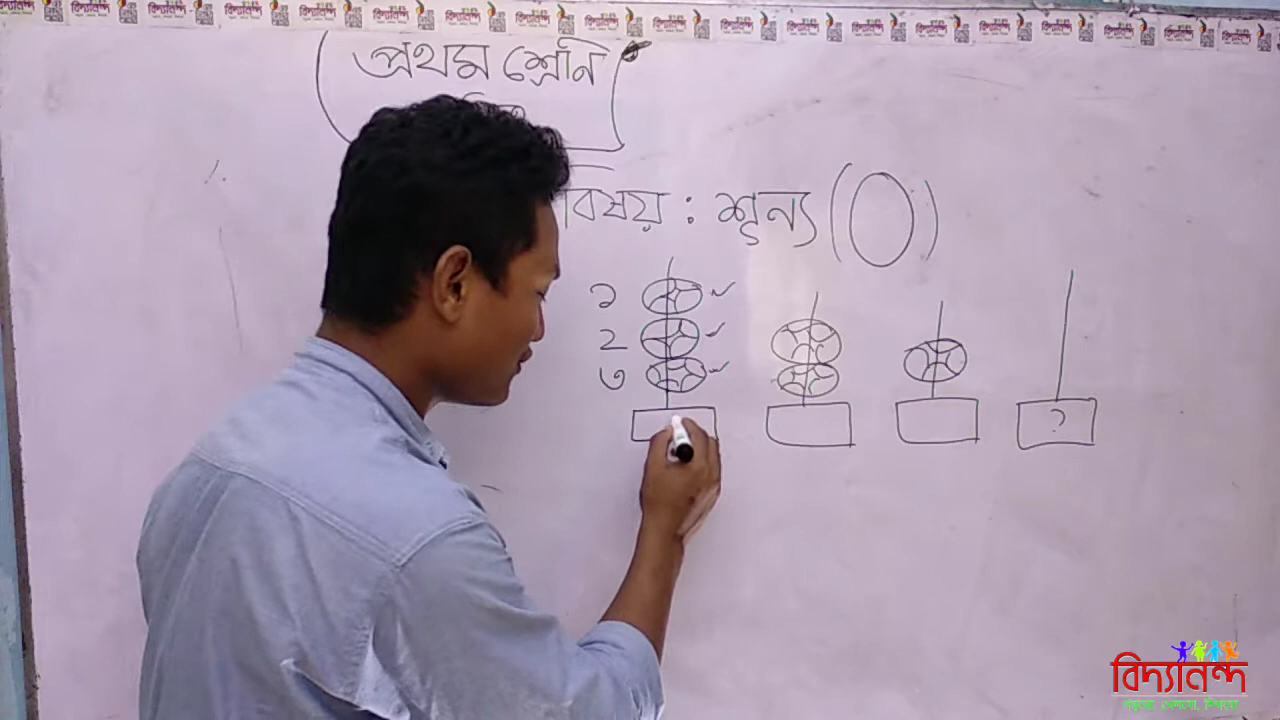 প্রথম শ্রেনি
বিষয় : শূন্য (0)
১
২
৩
?
বিদ্যানন্দ